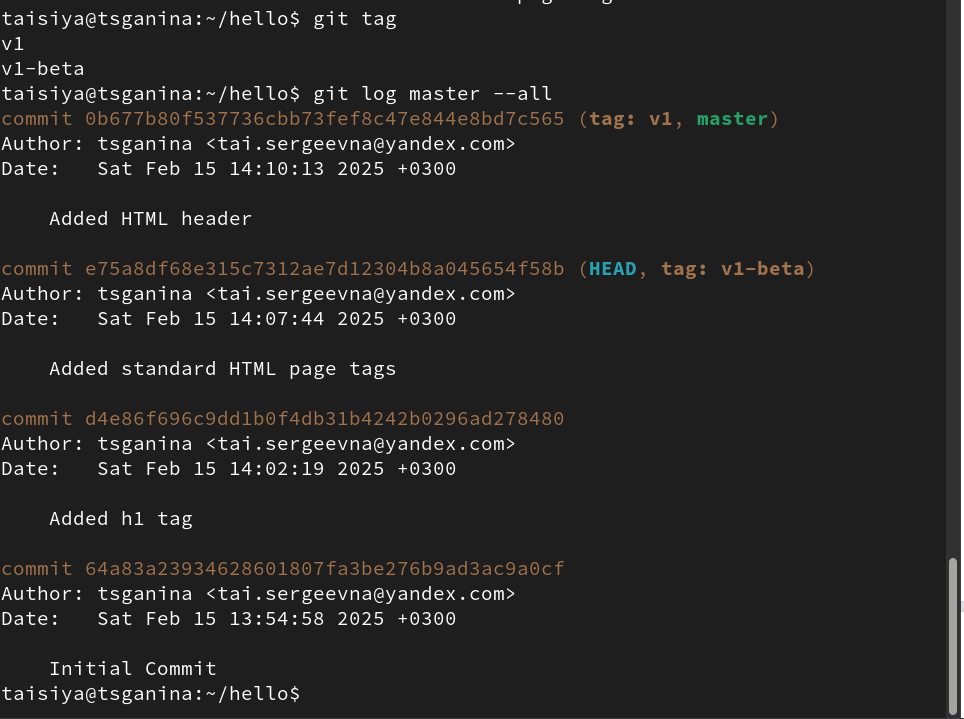 taisiya@tsganina:~/hello$ git tag
v1
v1-beta
taisiya@tsganina:~/hello$ git log master --all
commit 0b677b80f537736cbb73fef8c47e844e8bd7c565 (tag: v1, master)
Author: tsganina <tai.sergeevna@yandex.com>
Date:   Sat Feb 15 14:10:13 2025 +0300
    Added HTML header
commit e75a8df68e315c7312ae7d12304b8a045654f58b (HEAD, tag: v1-beta)
Author: tsganina <tai.sergeevna@yandex.com>
Date:   Sat Feb 15 14:07:44 2025 +0300
    Added standard HTML page tags
commit d4e86f696c9dd1b0f4db31b4242b0296ad278480
Author: tsganina <tai.sergeevna@yandex.com>
Date:   Sat Feb 15 14:02:19 2025 +0300
    Added h1 tag
commit 64a83a23934628601807fa3be276b9ad3ac9a0cf
Author: tsganina <tai.sergeevna@yandex.com>
Date:   Sat Feb 15 13:54:58 2025 +0300
    Initial Commit
taisiya@tsganina:~/hello$